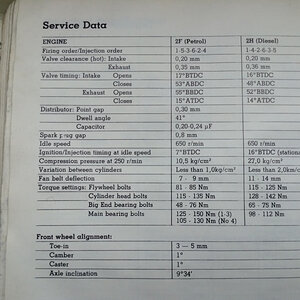 Service Data
ENGINE 2F (Petrol) 2H (Diesel)
Firing order/Injection order 1-5-3-6-2-4 1-4-2-6-3-5
Valve clearance (hot): Intake 0,20 mm 0,20 mm
Exhaust 0,35 mm 0,36 mm
Valve timing: Intake Opens 17°BTDC 16°BTDC
Closes 53°ABDC 48°ABDC
Exhaust Opens 55°BBDC 52°BBDC
Closes 15°ATDC 14°ATDC
Distributor: Point gap 0,30 mm
Dwell angle 41°
Capacitor 0,20-0,24 µF
Spark plug gap 0,8 mm
Idle speed 650 r/min 650 r/min
Ignition/Injection timing at idle speed 7°BTDC 16°BTDC (stationa
Compression pressure at 250 r/min 10,5 kg/cm² 27,0 kg/cm²
Variation between cylinders Less than 1,0kg/cm² Less than 2,0km/c
Fan belt deflection 7 - 9 mm 11 - 14 mm
Torque settings: Flywheel bolts 81 - 85 Nm 115 - 125 Nm
Cylinder head bolts 115 - 135 Nm 112 - 128 Nm
Big End bearing bolts 48 - 76 Nm 65 - 75 Nm
Main bearing bolts 125 - 150 Nm (1-3) 98 - 112 Nm
105 - 130 Nm (No 4)
Front wheel alignment:
Toe-in 3 — 5 mm
Camber 1°
Caster 1°
Axle inclination 9°34'